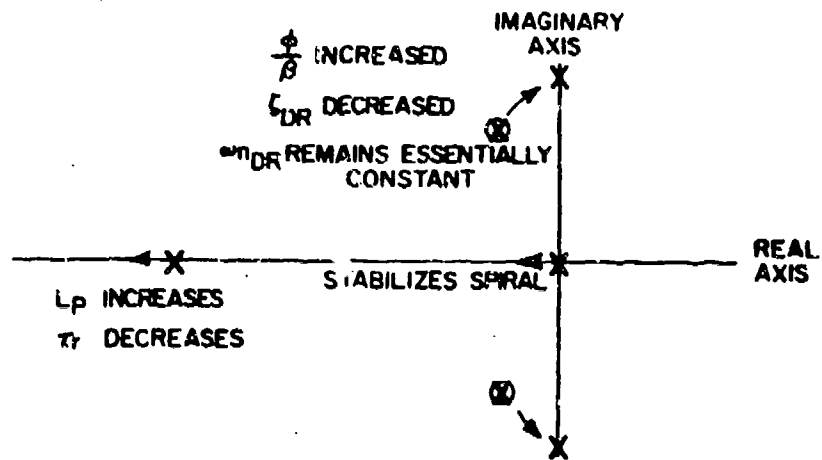 IMAGINARY
AXIS
ϕ/β INCREASED
ζDR DECREASED
ωnDR REMAINS ESSENTIALLY
CONSTANT
REAL
AXIS
STABILIZES SPIRAL
Lp INCREASES
τr DECREASES